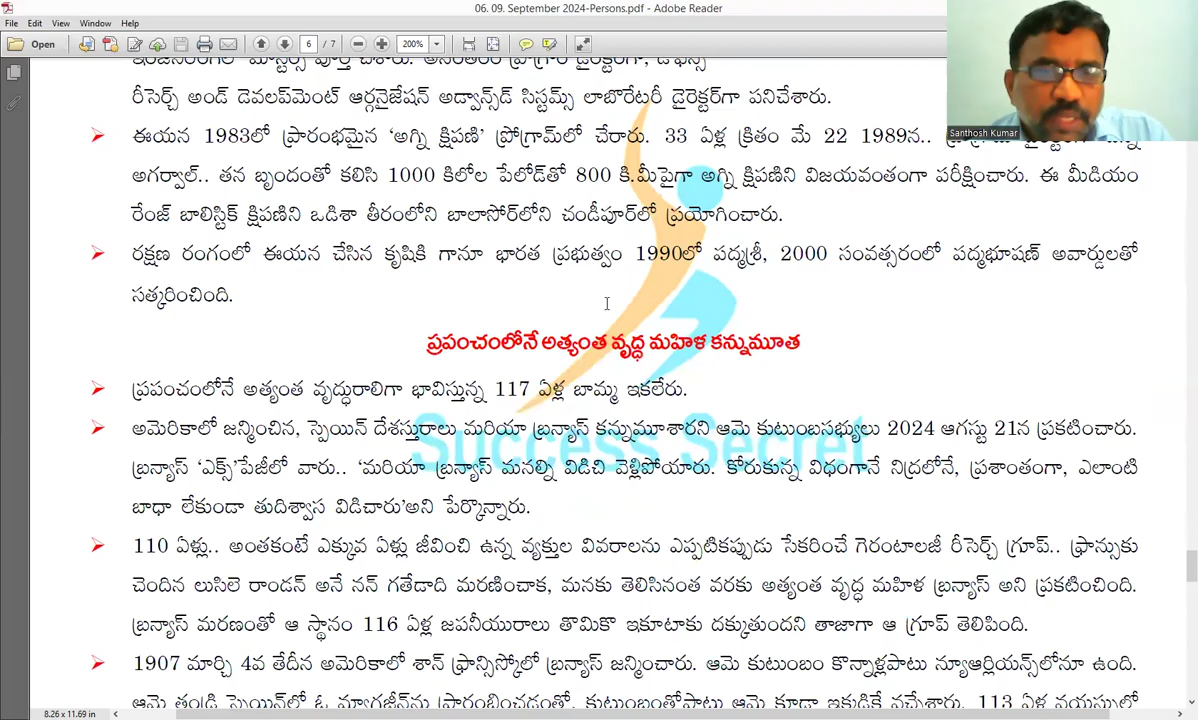 06. 09. September 2024-Persons.pdf - Adobe Reader
File Edit View Window Help
Open 6 / 7 200%
Santhosh Kumar
రీసెర్చ్ అండ్ డెవలప్‌మెంట్ ఆర్గనైజేషన్ అడ్వాన్స్‌డ్ సిస్టమ్స్ లాబొరేటరీ డైరెక్టర్‌గా పనిచేశారు.
ఈయన 1983లో ప్రారంభమైన ‘అగ్ని క్షిపణి’ ప్రోగ్రామ్‌లో చేరారు. 33 ఏళ్ల క్రితం మే 22 1989న..
అగర్వాల్.. తన బృందంతో కలిసి 1000 కిలోల పేలోడ్‌తో 800 కి.మీపైగా అగ్ని క్షిపణిని విజయవంతంగా పరీక్షించారు. ఈ మీడియం
రేంజ్ బాలిస్టిక్ క్షిపణిని ఒడిశా తీరంలోని బాలాసోర్‌లోని చండీపూర్‌లో ప్రయోగించారు.
రక్షణ రంగంలో ఈయన చేసిన కృషికి గానూ భారత ప్రభుత్వం 1990లో పద్మశ్రీ, 2000 సంవత్సరంలో పద్మభూషణ్ అవార్డులతో
సత్కరించింది.
ప్రపంచంలోనే అత్యంత వృద్ధ మహిళ కన్నుమూత
ప్రపంచంలోనే అత్యంత వృద్ధురాలిగా భావిస్తున్న 117 ఏళ్ల బామ్మ ఇకలేరు.
అమెరికాలో జన్మించిన, స్పెయిన్ దేశస్తురాలు మరియా బ్రన్యాస్ కన్నుమూశారని ఆమె కుటుంబసభ్యులు 2024 ఆగస్టు 21న ప్రకటించారు.
బ్రన్యాస్ ‘ఎక్స్’పేజీలో వారు.. ‘మరియా బ్రన్యాస్ మనల్ని విడిచి వెళ్లిపోయారు. కోరుకున్న విధంగానే నిద్రలోనే, ప్రశాంతంగా, ఎలాంటి
బాధా లేకుండా తుదిశ్వాస విడిచారు’అని పేర్కొన్నారు.
Success Secret
110 ఏళ్లు.. అంతకంటే ఎక్కువ ఏళ్లు జీవించి ఉన్న వ్యక్తుల వివరాలను ఎప్పటికప్పుడు సేకరించే గెరంటాలజీ రీసెర్చ్ గ్రూప్.. ఫ్రాన్సుకు
చెందిన లుసిలె రాండన్ అనే నన్ గతేడాది మరణించాక, మనకు తెలిసినంత వరకు అత్యంత వృద్ధ మహిళ బ్రన్యాస్ అని ప్రకటించింది.
బ్రన్యాస్ మరణంతో ఆ స్థానం 116 ఏళ్ల జపనీయురాలు తొమికొ ఇకూటాకు దక్కుతుందని తాజాగా ఆ గ్రూప్ తెలిపింది.
1907 మార్చి 4వ తేదీన అమెరికాలో శాన్ ఫ్రాన్సిస్కోలో బ్రన్యాస్ జన్మించారు. ఆమె కుటుంబం కొన్నాళ్లపాటు న్యూఆర్లియన్స్‌లోనూ ఉంది.
8.26 x 11.69 in